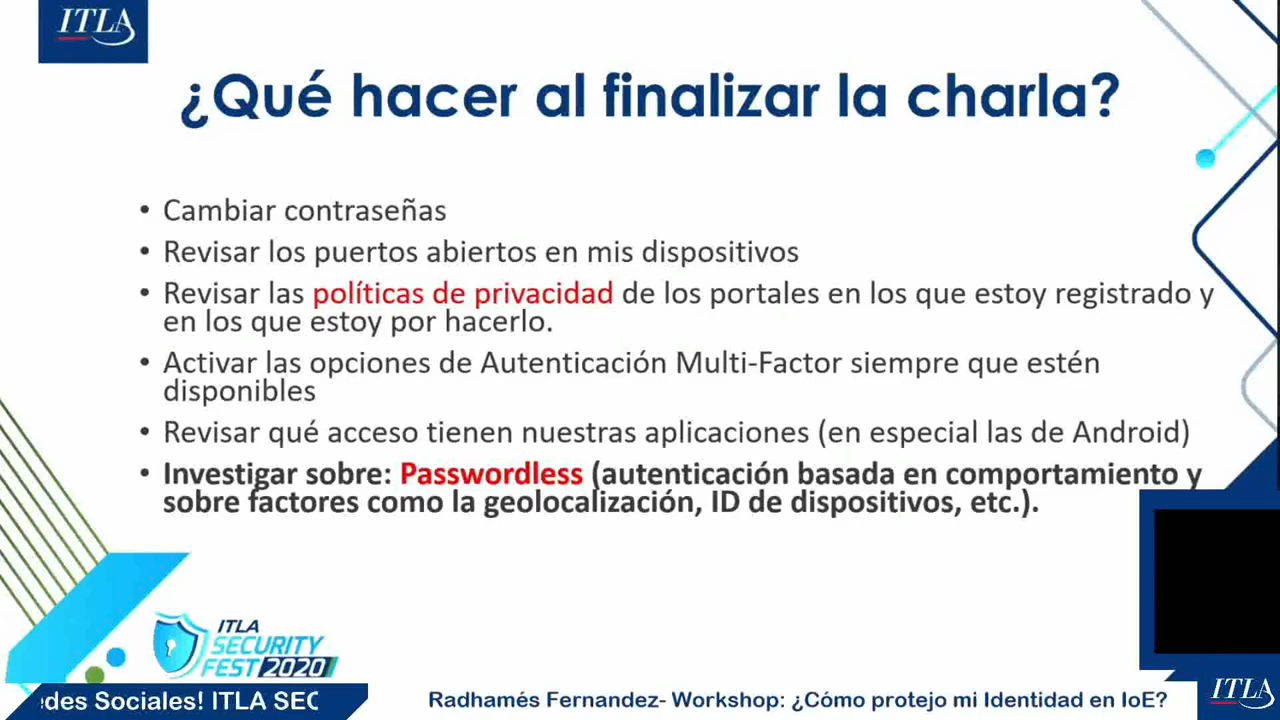 ITLA
¿Qué hacer al finalizar la charla?
• Cambiar contraseñas
• Revisar los puertos abiertos en mis dispositivos
• Revisar las políticas de privacidad de los portales en los que estoy registrado y
en los que estoy por hacerlo.
• Activar las opciones de Autenticación Multi-Factor siempre que estén
disponibles
• Revisar qué acceso tienen nuestras aplicaciones (en especial las de Android)
• Investigar sobre: Passwordless (autenticación basada en comportamiento y
sobre factores como la geolocalización, ID de dispositivos, etc.).
ITLA
SECURITY
FEST 2020
edes Sociales! ITLA SEC
Radhamés Fernandez- Workshop: ¿Cómo protejo mi Identidad en IoE?
ITLA